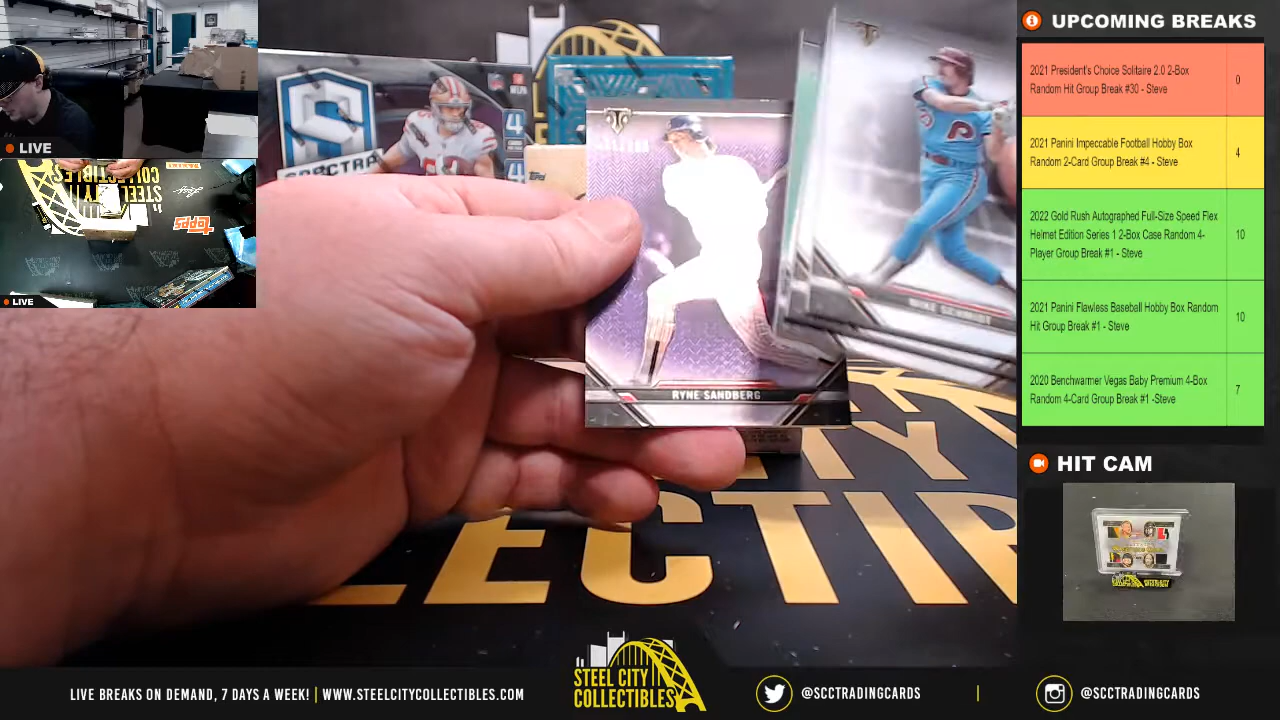 LIVE
LIVE
SPECTRA
RYNE SANDBERG
MIKE SCHMIDT
topps
UPCOMING BREAKS
2021 President's Choice Solitaire 2.0 2-Box
Random Hit Group Break #30 - Steve
0
2021 Panini Impeccable Football Hobby Box
Random 2-Card Group Break #4 - Steve
4
2022 Gold Rush Autographed Full-Size Speed Flex
Helmet Edition Series 1 2-Box Case Random 4-
Player Group Break #1 - Steve
10
2021 Panini Flawless Baseball Hobby Box Random
Hit Group Break #1 - Steve
10
2020 Benchwarmer Vegas Baby Premium 4-Box
Random 4-Card Group Break #1 -Steve
7
HIT CAM
LIVE BREAKS ON DEMAND, 7 DAYS A WEEK! | WWW.STEELCITYCOLLECTIBLES.COM
STEEL CITY
COLLECTIBLES
@SCCTRADINGCARDS
|
@SCCTRADINGCARDS